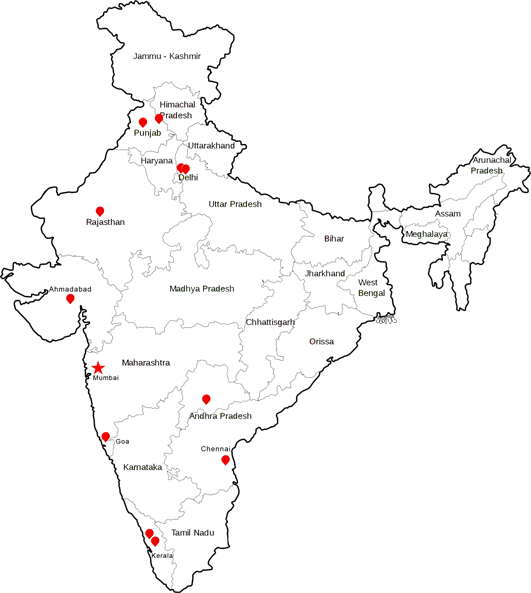 Jammu - Kashmir
Himachal
Pradesh
Punjab
Uttarakhand
Haryana
Delhi
Arunachal
Pradesh
Uttar Pradesh
Assam
Rajasthan
Meghalaya
Bihar
Jharkhand
West
Bengal
Ahmadabad
Madhya Pradesh
Chhattisgarh
Orissa
Maharashtra
Mumbai
Andhra Pradesh
Goa
Chennai
Karnataka
Tamil Nadu
Kerala